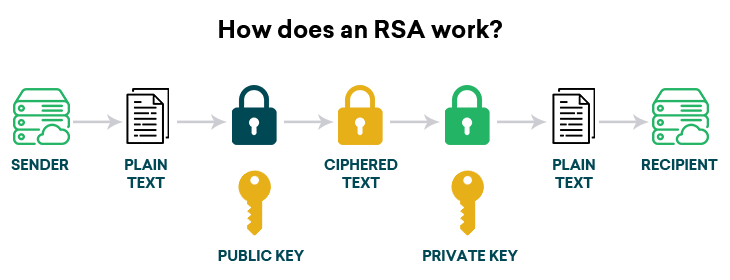 How does an RSA work?
SENDER
PLAIN
TEXT
CIPHERED
TEXT
PLAIN
TEXT
RECIPIENT
PUBLIC KEY
PRIVATE KEY